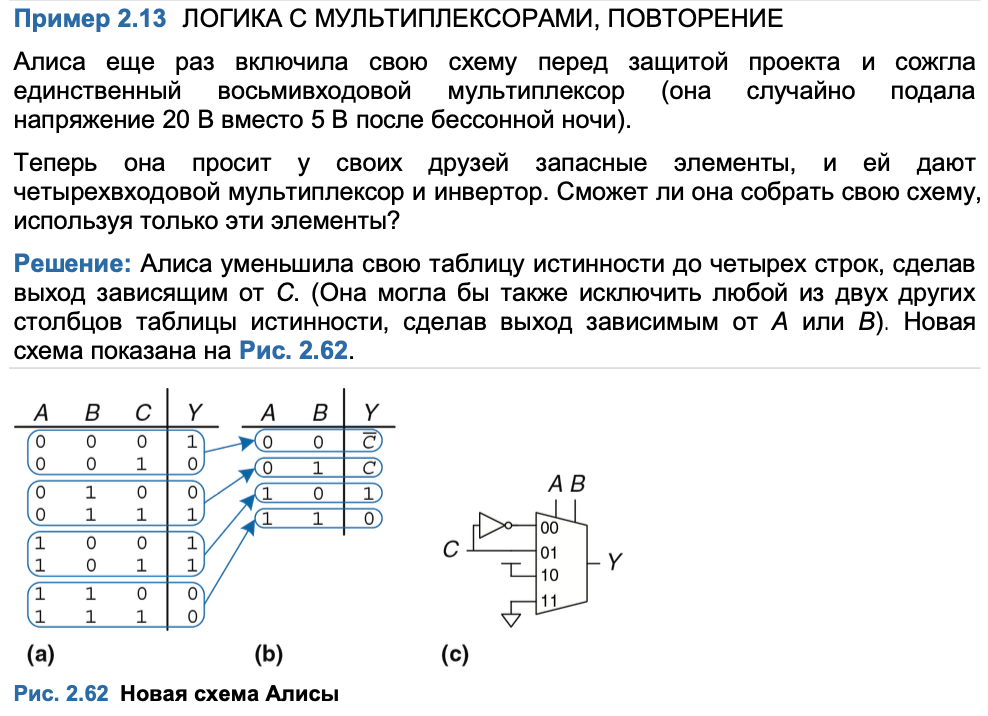 Пример 2.13 ЛОГИКА С МУЛЬТИПЛЕКСОРАМИ, ПОВТОРЕНИЕ
Алиса еще раз включила свою схему перед защитой проекта и сожгла
единственный восьмивходовой мультиплексор (она случайно подала
напряжение 20 В вместо 5 В после бессонной ночи).
Теперь она просит у своих друзей запасные элементы, и ей дают
четырехвходовой мультиплексор и инвертор. Сможет ли она собрать свою схему,
используя только эти элементы?
Решение: Алиса уменьшила свою таблицу истинности до четырех строк, сделав
выход зависящим от C. (Она могла бы также исключить любой из двух других
столбцов таблицы истинности, сделав выход зависимым от A или B). Новая
схема показана на Рис. 2.62.
A B C Y
0 0 0 1
0 0 1 0
0 1 0 0
0 1 1 1
1 0 0 1
1 0 1 1
1 1 0 0
1 1 1 0
(a)
A B Y
0 0 C̅
0 1 C
1 0 1
1 1 0
(b)
A B
00
C 01 Y
10
11
(c)
Рис. 2.62 Новая схема Алисы